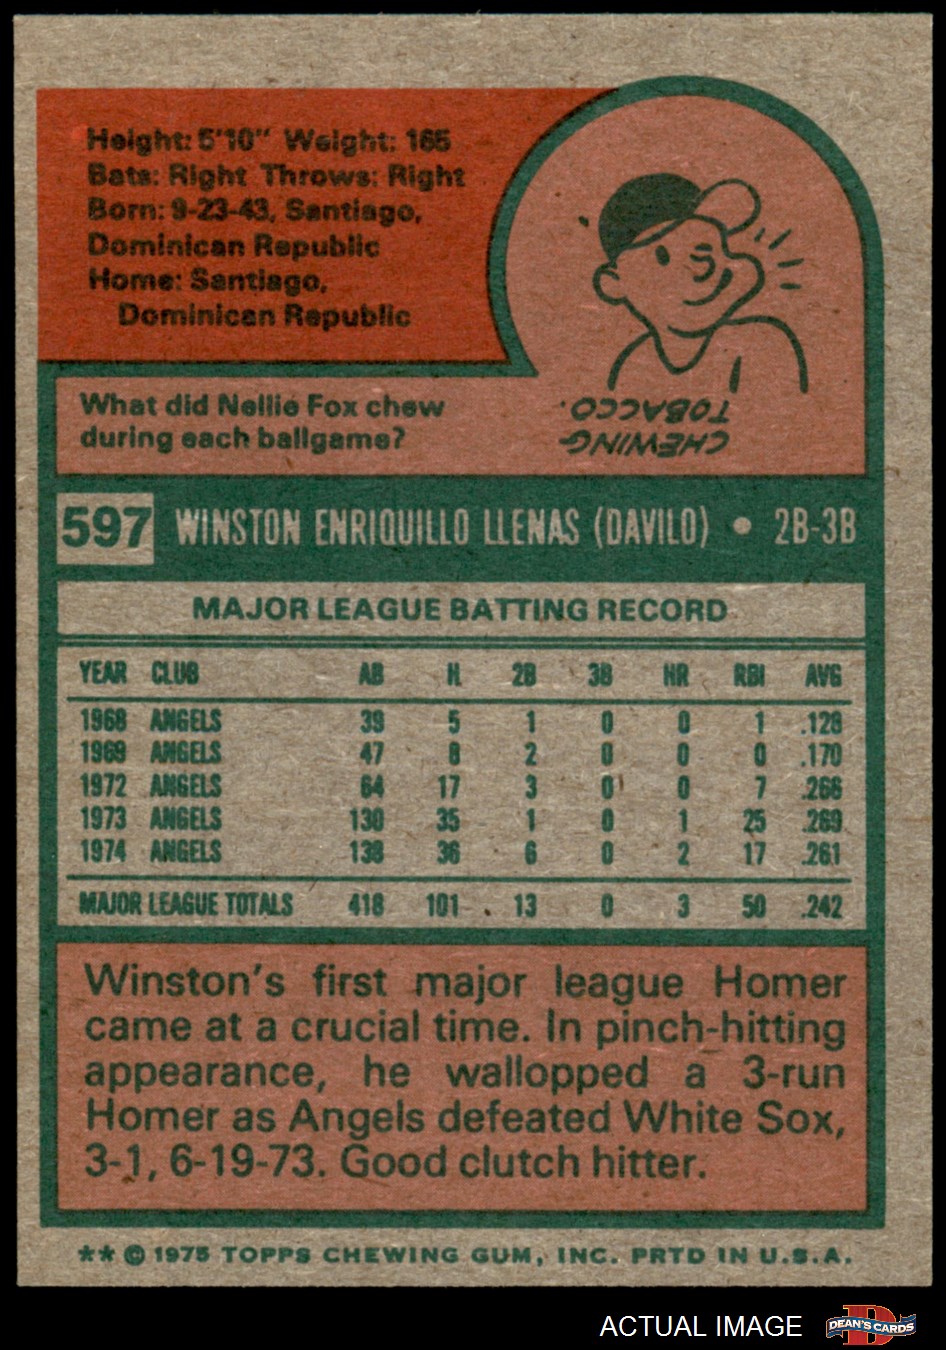 Height: 5'10" Weight: 165
Bats: Right Throws: Right
Born: 9-23-43, Santiago,
Dominican Republic
Home: Santiago,
Dominican Republic
What did Nellie Fox chew
during each ballgame?
CHEWING
TOBACCO.
597 WINSTON ENRIQUILLO LLENAS (DAVILO) • 2B-3B
MAJOR LEAGUE BATTING RECORD
YEAR CLUB AB H 2B 3B HR RBI AVG
1968 ANGELS 39 5 1 0 0 1 .128
1969 ANGELS 47 8 2 0 0 0 .170
1972 ANGELS 64 17 3 0 0 7 .266
1973 ANGELS 130 35 1 0 1 25 .269
1974 ANGELS 138 36 6 0 2 17 .261
MAJOR LEAGUE TOTALS 418 101 13 0 3 50 .242
Winston's first major league Homer
came at a crucial time. In pinch-hitting
appearance, he wallopped a 3-run
Homer as Angels defeated White Sox,
3-1, 6-19-73. Good clutch hitter.
** © 1975 TOPPS CHEWING GUM, INC. PRTD IN U.S.A.
ACTUAL IMAGE
D
DEAN'S CARDS